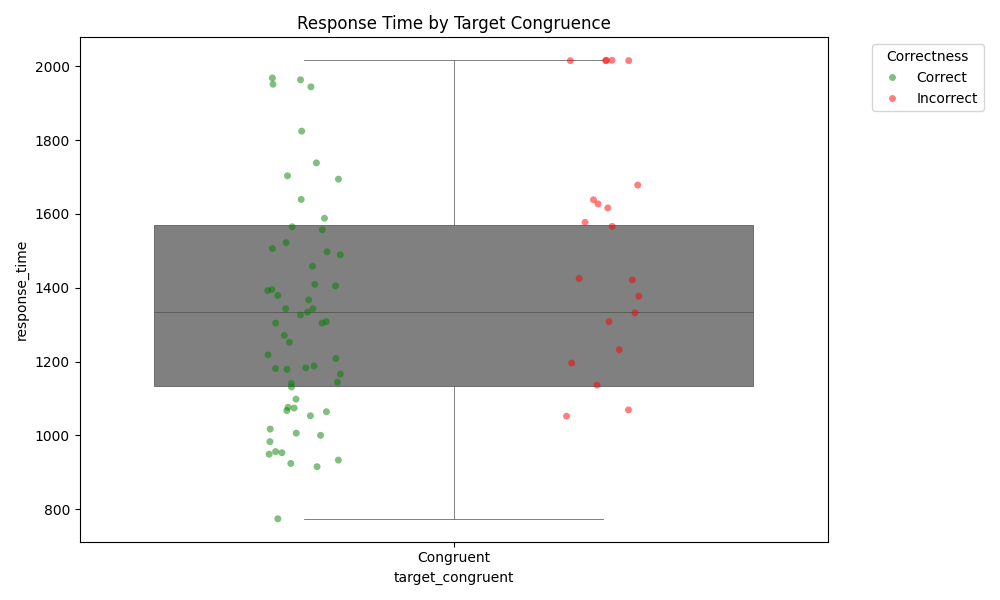 Response Time by Target Congruence
Correctness
Correct
Incorrect
2000
1800
1600
1400
1200
1000
800
response_time
Congruent
target_congruent